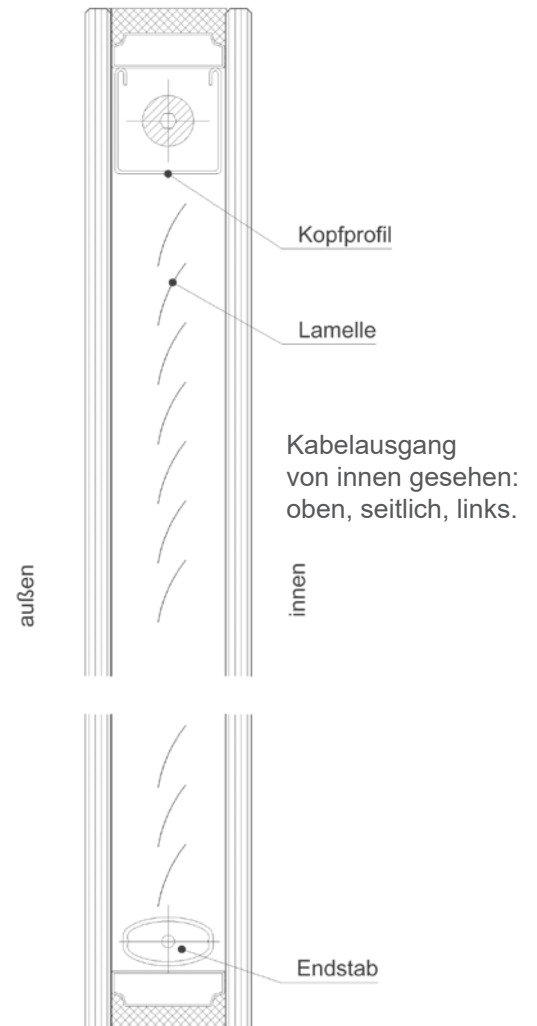 Kopfprofil
Lamelle
Kabelausgang
von innen gesehen:
oben, seitlich, links.
außen
innen
Endstab